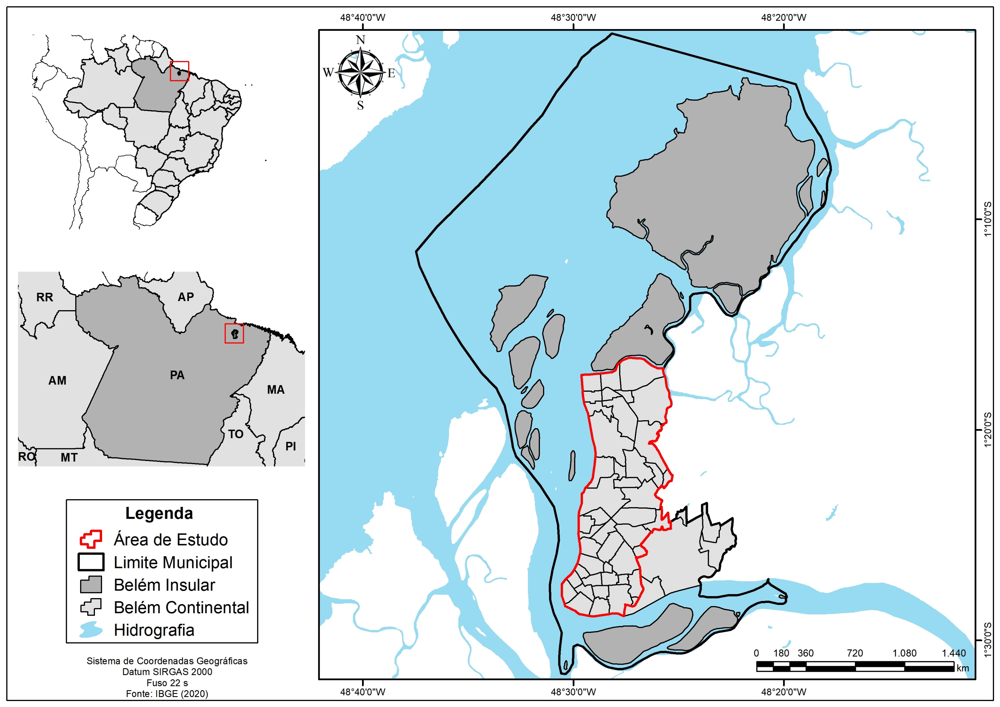 48°40'0"W
48°30'0"W
48°20'0"W
N
W
E
S
1°10'0"S
1°20'0"S
1°30'0"S
RR
AP
AM
PA
MA
TO
PI
RO
MT
Legenda
Área de Estudo
Limite Municipal
Belém Insular
Belém Continental
Hidrografia
Sistema de Coordenadas Geográficas
Datum SIRGAS 2000
Fuso 22 s
Fonte: IBGE (2020)
0 180 360 720 1.080 1.440
km
48°40'0"W
48°30'0"W
48°20'0"W